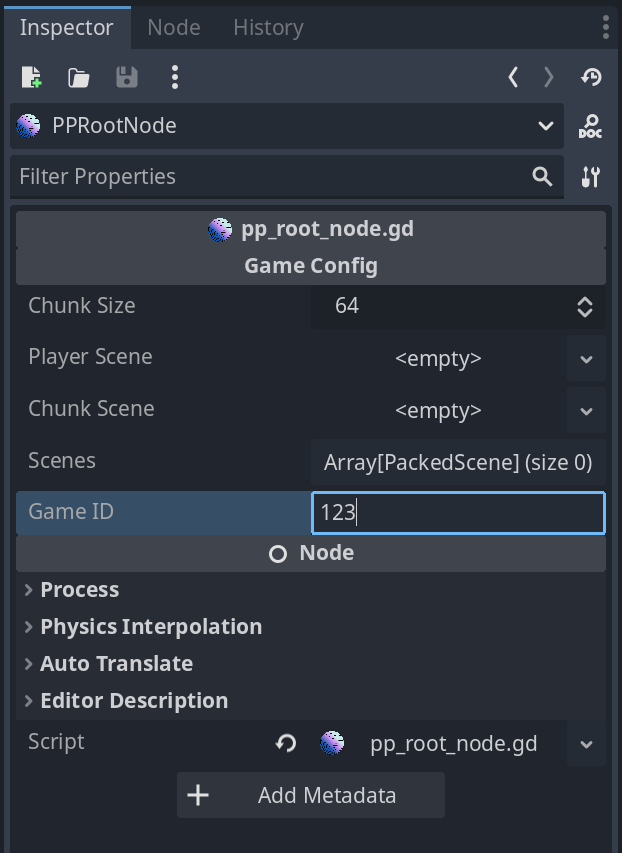 Inspector Node History
PPRootNode
DOC
Filter Properties
pp_root_node.gd
Game Config
Chunk Size 64
Player Scene <empty>
Chunk Scene <empty>
Scenes Array[PackedScene] (size 0)
Game ID 123
Node
Process
Physics Interpolation
Auto Translate
Editor Description
Script pp_root_node.gd
Add Metadata